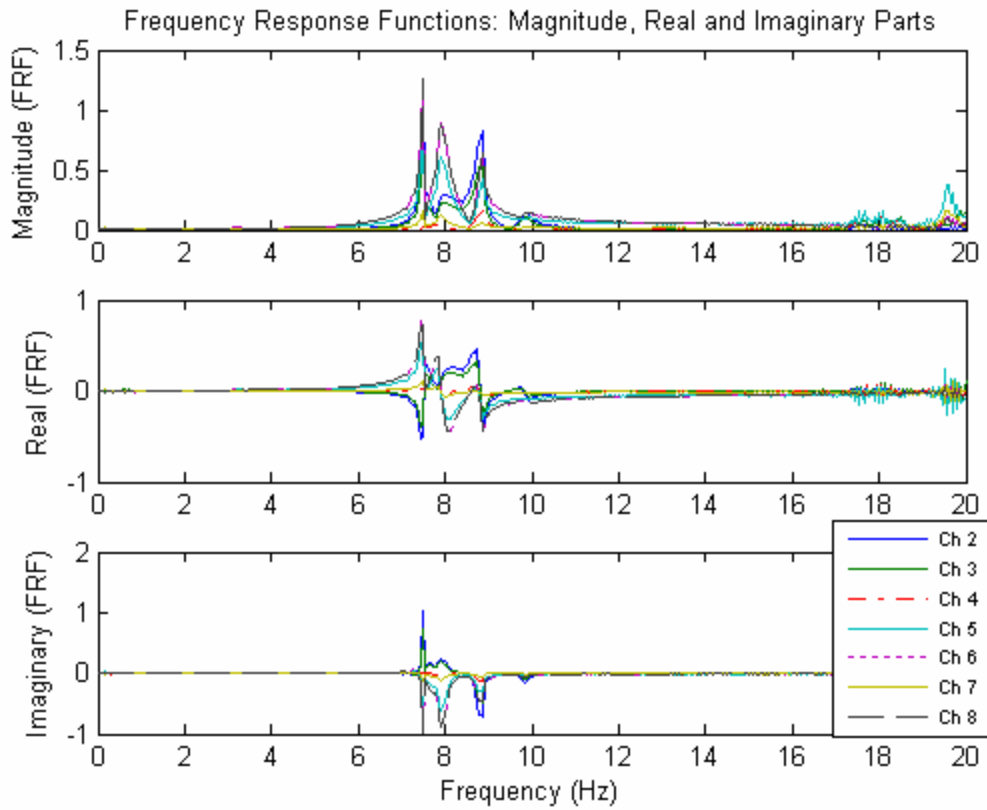 Frequency Response Functions: Magnitude, Real and Imaginary Parts
Magnitude (FRF)
1.5
1
0.5
0
0 2 4 6 8 10 12 14 16 18 20
Real (FRF)
1
0
-1
0 2 4 6 8 10 12 14 16 18 20
Imaginary (FRF)
2
1
0
-1
0 2 4 6 8 10 12 14 16 18 20
Frequency (Hz)
Ch 2
Ch 3
Ch 4
Ch 5
Ch 6
Ch 7
Ch 8